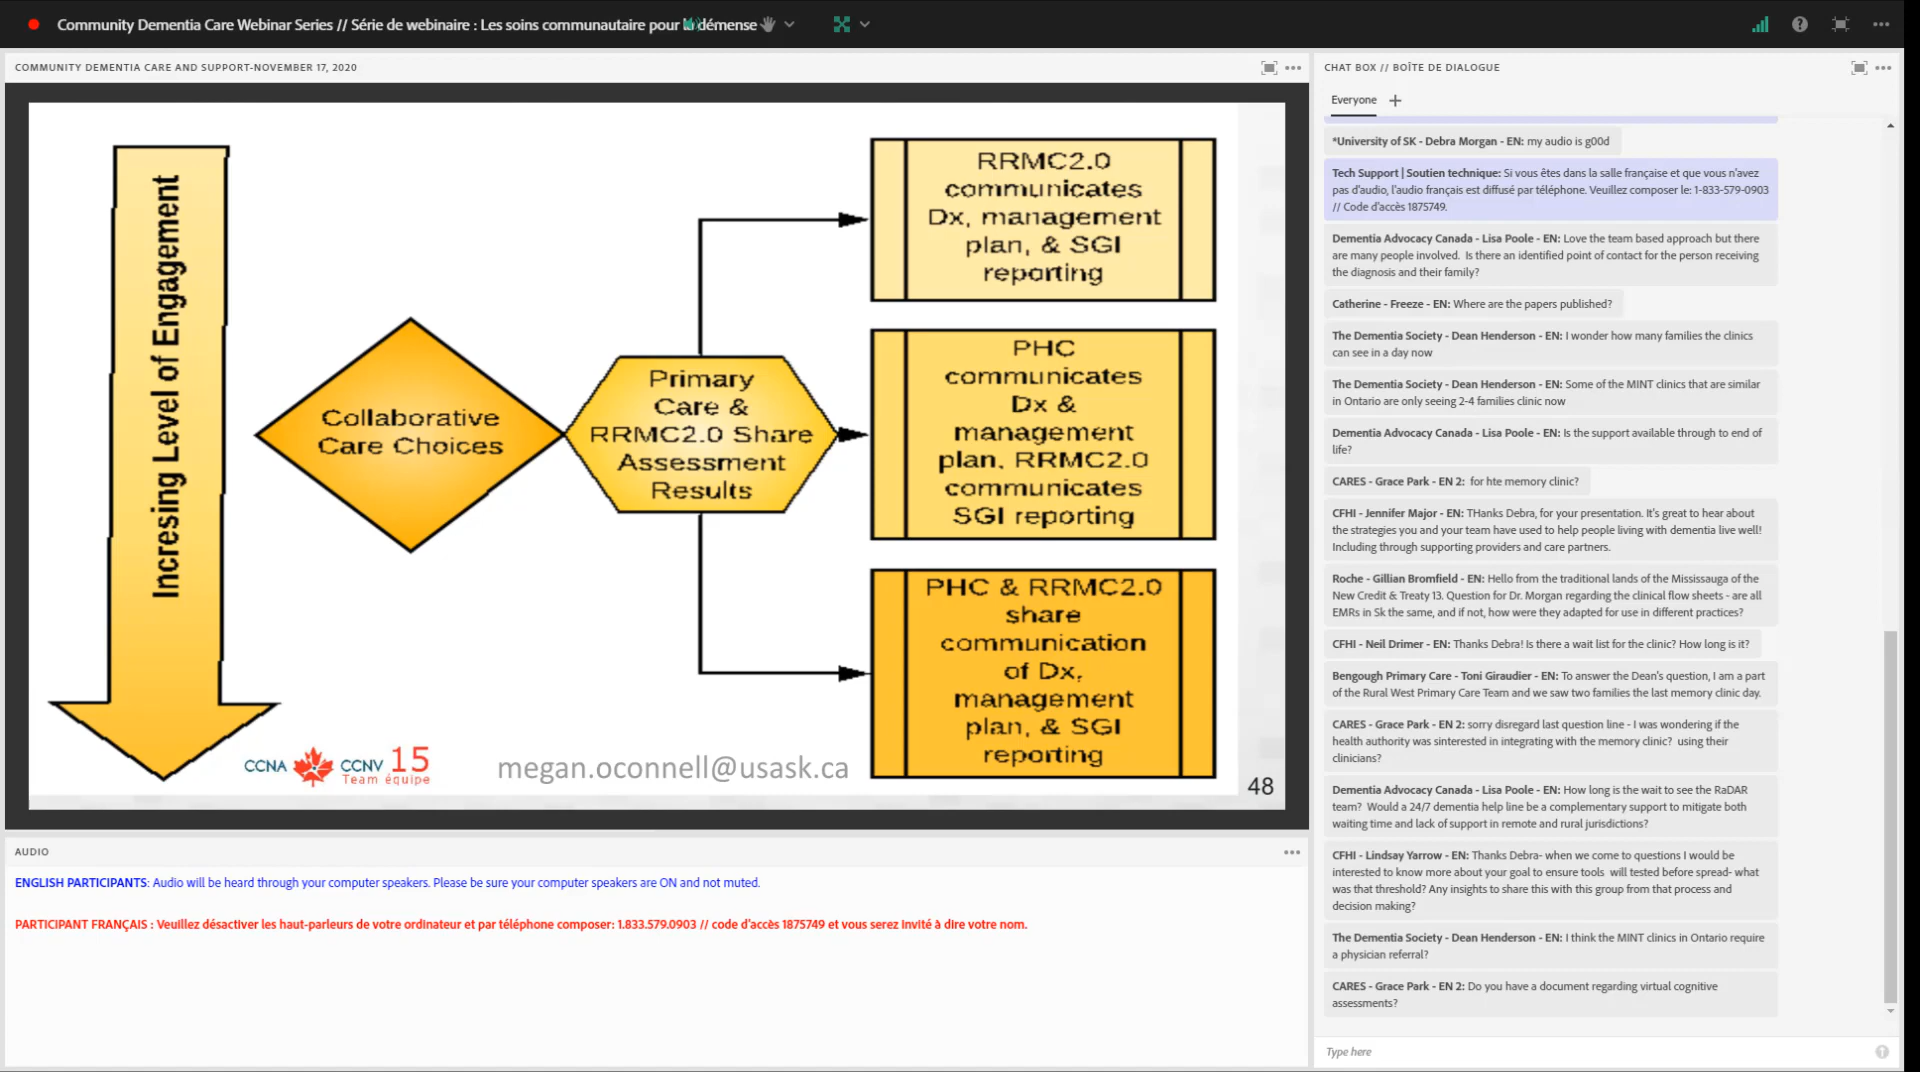 Community Dementia Care Webinar Series // Série de webinaire : Les soins communautaire pour la démense
COMMUNITY DEMENTIA CARE AND SUPPORT-NOVEMBER 17, 2020
Incresing Level of Engagement
Collaborative
Care Choices
Primary
Care &
RRMC2.0 Share
Assessment
Results
RRMC2.0
communicates
Dx, management
plan, & SGI
reporting
PHC
communicates
Dx &
management
plan, RRMC2.0
communicates
SGI reporting
PHC & RRMC2.0
share
communication
of Dx,
management
plan, & SGI
reporting
CCNA CCNV 15
Team équipe
megan.oconnell@usask.ca
48
AUDIO
ENGLISH PARTICIPANTS: Audio will be heard through your computer speakers. Please be sure your computer speakers are ON and not muted.
PARTICIPANT FRANÇAIS : Veuillez désactiver les haut-parleurs de votre ordinateur et par téléphone composer: 1.833.579.0903 // code d'accès 1875749 et vous serez invité à dire votre nom.
CHAT BOX // BOÎTE DE DIALOGUE
Everyone
*University of SK - Debra Morgan - EN: my audio is g00d
Tech Support | Soutien technique: Si vous êtes dans la salle française et que vous n'avez
pas d'audio, l'audio français est diffusé par téléphone. Veuillez composer le: 1-833-579-0903
// Code d'accès 1875749.
Dementia Advocacy Canada - Lisa Poole - EN: Love the team based approach but there
are many people involved. Is there an identified point of contact for the person receiving
the diagnosis and their family?
Catherine - Freeze - EN: Where are the papers published?
The Dementia Society - Dean Henderson - EN: I wonder how many families the clinics
can see in a day now
The Dementia Society - Dean Henderson - EN: Some of the MINT clinics that are similar
in Ontario are only seeing 2-4 families clinic now
Dementia Advocacy Canada - Lisa Poole - EN: Is the support available through to end of
life?
CARES - Grace Park - EN 2: for hte memory clinic?
CFHI - Jennifer Major - EN: THanks Debra, for your presentation. It's great to hear about
the strategies you and your team have used to help people living with dementia live well!
Including through supporting providers and care partners.
Roche - Gillian Bromfield - EN: Hello from the traditional lands of the Mississauga of the
New Credit & Treaty 13. Question for Dr. Morgan regarding the clinical flow sheets - are all
EMRs in Sk the same, and if not, how were they adapted for use in different practices?
CFHI - Neil Drimer - EN: Thanks Debra! Is there a wait list for the clinic? How long is it?
Bengough Primary Care - Toni Giraudier - EN: To answer the Dean's question, I am a part
of the Rural West Primary Care Team and we saw two families the last memory clinic day.
CARES - Grace Park - EN 2: sorry disregard last question line - I was wondering if the
health authority was sinterested in integrating with the memory clinic? using their
clinicians?
Dementia Advocacy Canada - Lisa Poole - EN: How long is the wait to see the RaDAR
team? Would a 24/7 dementia help line be a complementary support to mitigate both
waiting time and lack of support in remote and rural jurisdictions?
CFHI - Lindsay Yarrow - EN: Thanks Debra- when we come to questions I would be
interested to know more about your goal to ensure tools will tested before spread- what
was that threshold? Any insights to share this with this group from that process and
decision making?
The Dementia Society - Dean Henderson - EN: I think the MINT clinics in Ontario require
a physician referral?
CARES - Grace Park - EN 2: Do you have a document regarding virtual cognitive
assessments?
Type here